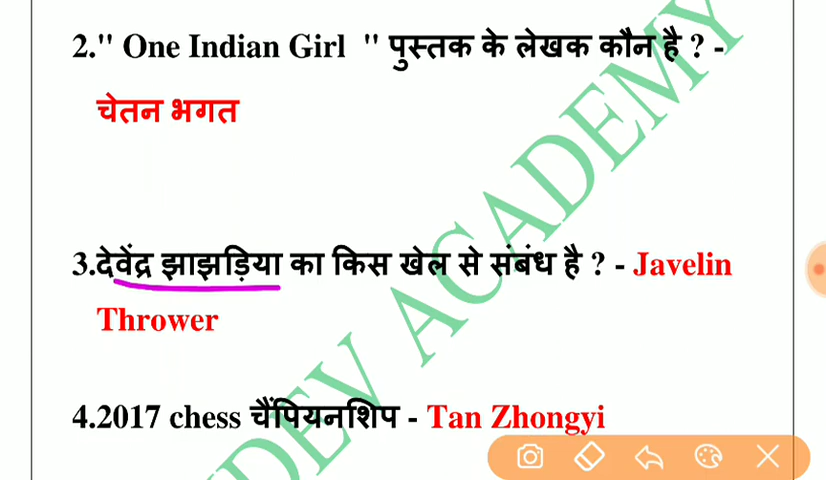 2." One Indian Girl " पुस्तक के लेखक कौन है ? -
चेतन भगत
3.देवेंद्र झाझड़िया का किस खेल से संबंध है ? - Javelin
Thrower
4.2017 chess चैंपियनशिप - Tan Zhongyi
DEV ACADEMY